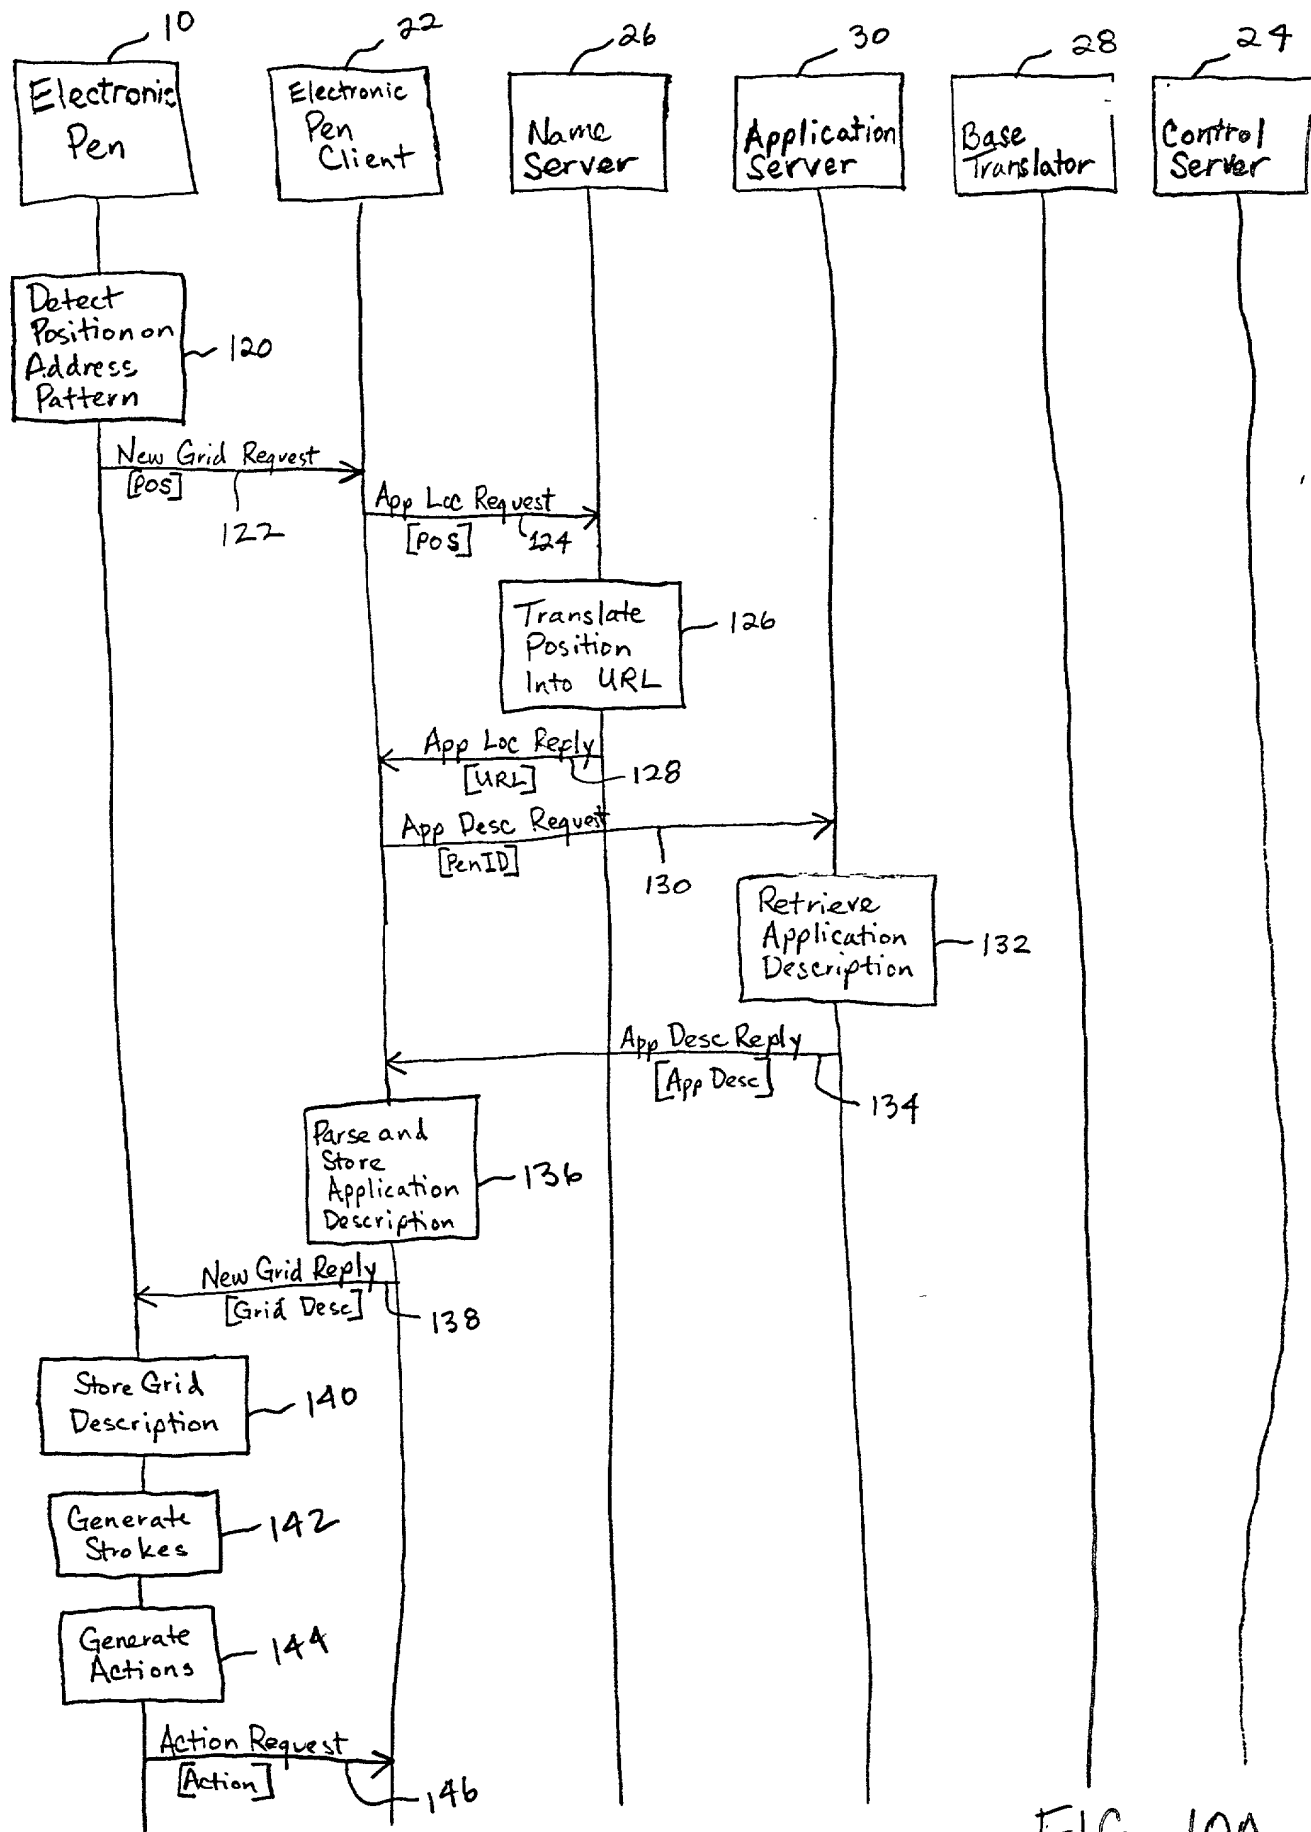 10
22
26
30
28
24
Electronic
Pen
Electronic
Pen
Client
Name
Server
Application
Server
Base
Translator
Control
Server
Detect
Position on
Address
Pattern
120
New Grid Request
[POS]
122
App Loc Request
[POS]
124
Translate
Position
Into URL
126
App Loc Reply
[URL]
128
App Desc Request
[PenID]
130
Retrieve
Application
Description
132
App Desc Reply
[App Desc]
134
Parse and
Store
Application
Description
136
New Grid Reply
[Grid Desc]
138
Store Grid
Description
140
Generate
Strokes
142
Generate
Actions
144
Action Request
[Action]
146
FIG. 10A